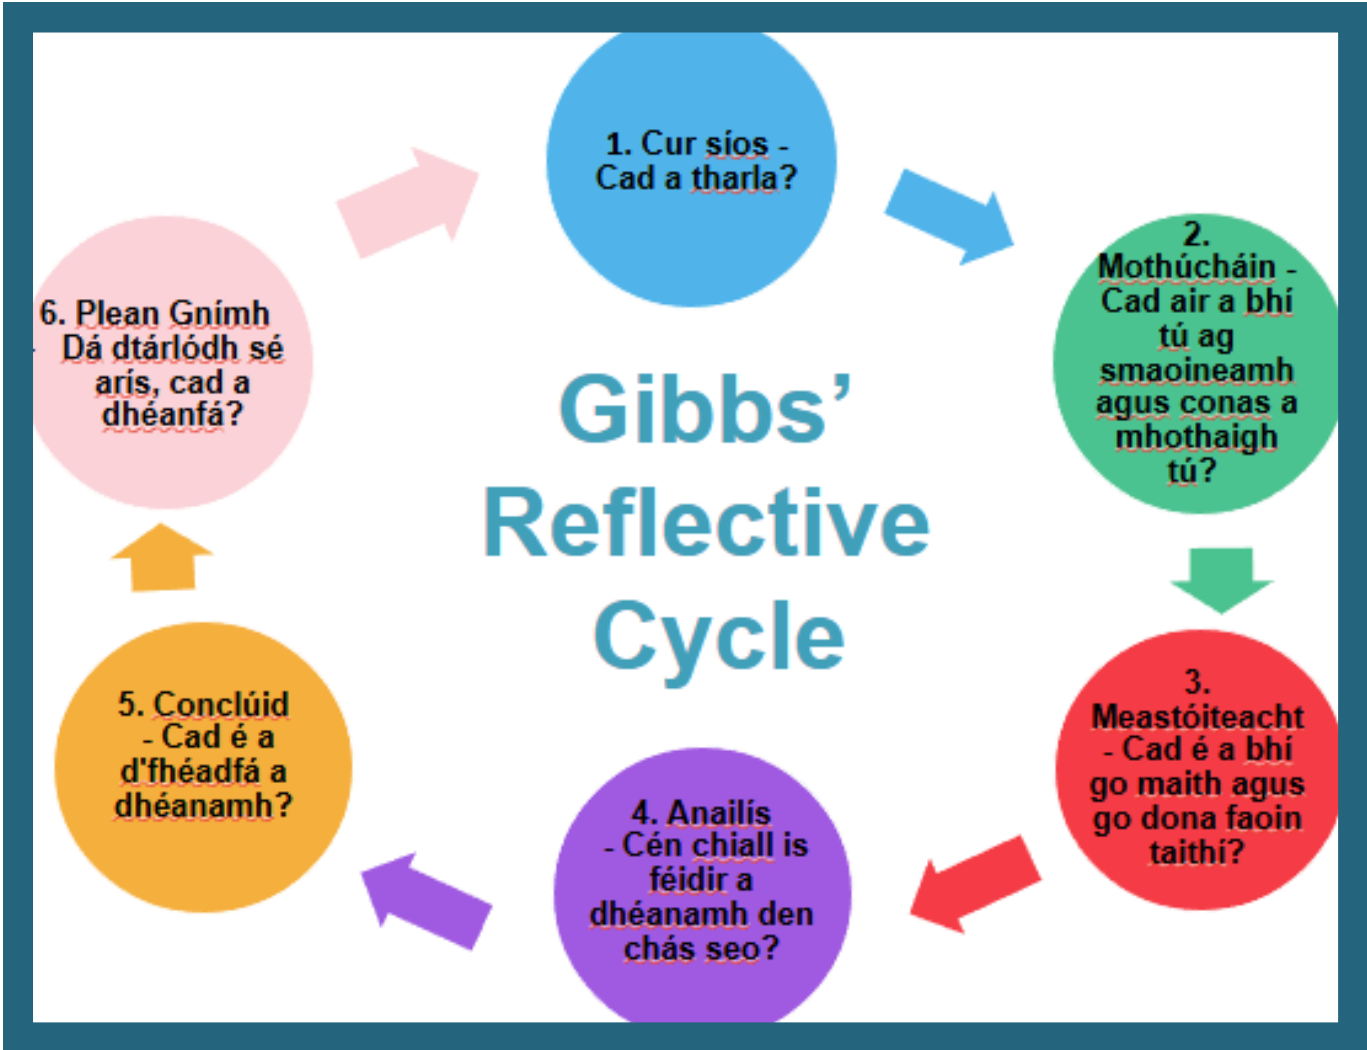 1. Cur síos -
Cad a tharla?
2.
Mothúcháin -
Cad air a bhí
tú ag
smaoineamh
agus conas a
mhothaigh
tú?
3.
Meastóiteacht
- Cad é a bhí
go maith agus
go dona faoin
taithí?
4. Anailís
- Cén chiall is
féidir a
dhéanamh den
chás seo?
5. Conclúid
- Cad é a
d'fhéadfá a
dhéanamh?
6. Plean Gnímh
- Dá dtárlódh sé
arís, cad a
dhéanfá?
Gibbs’
Reflective
Cycle